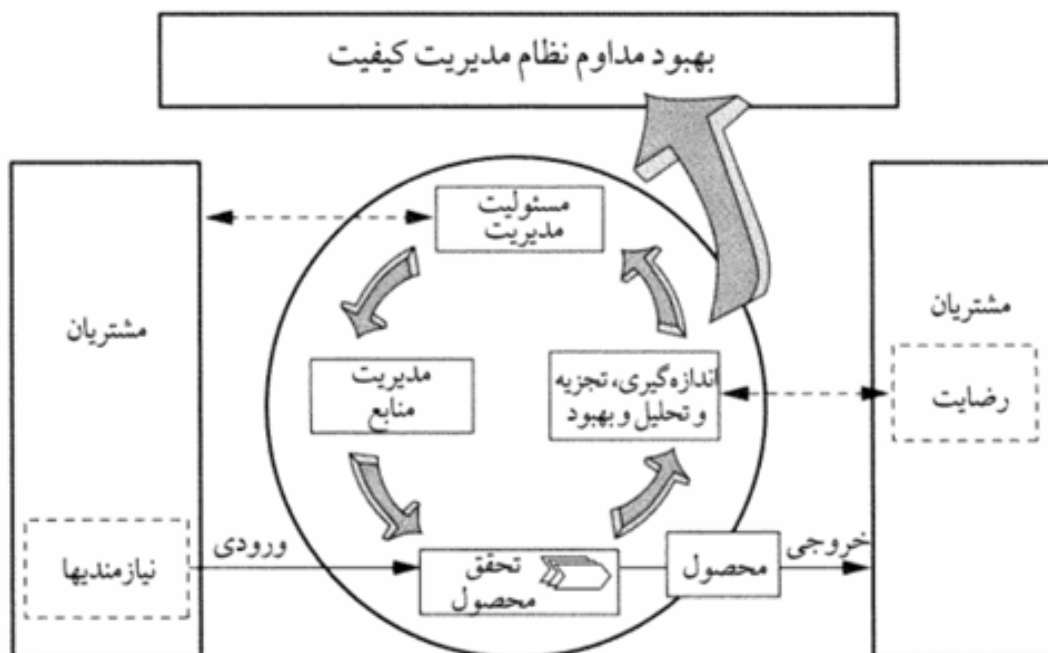 بهبود مداوم نظام مدیریت کیفیت
مسئولیت
مدیریت
مشتریان
مشتریان
رضایت
اندازه‌گیری، تجزیه
و تحلیل و بهبود
مدیریت
منابع
نیازمندیها
ورودی
تحقق
محصول
محصول
خروجی